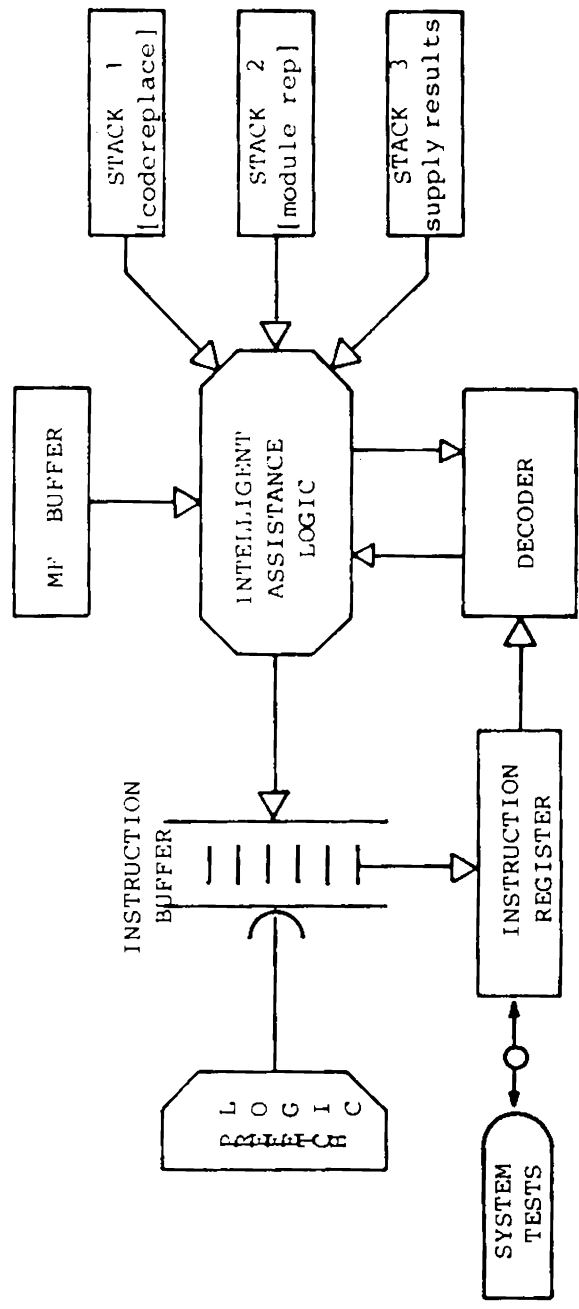 STACK 1
[codereplace]
STACK 2
[module rep]
STACK 3
supply results
MF BUFFER
INTELLIGENT
ASSISTANCE
LOGIC
DECODER
INSTRUCTION
BUFFER
INSTRUCTION
REGISTER
LOGIC
SYSTEM
TESTS